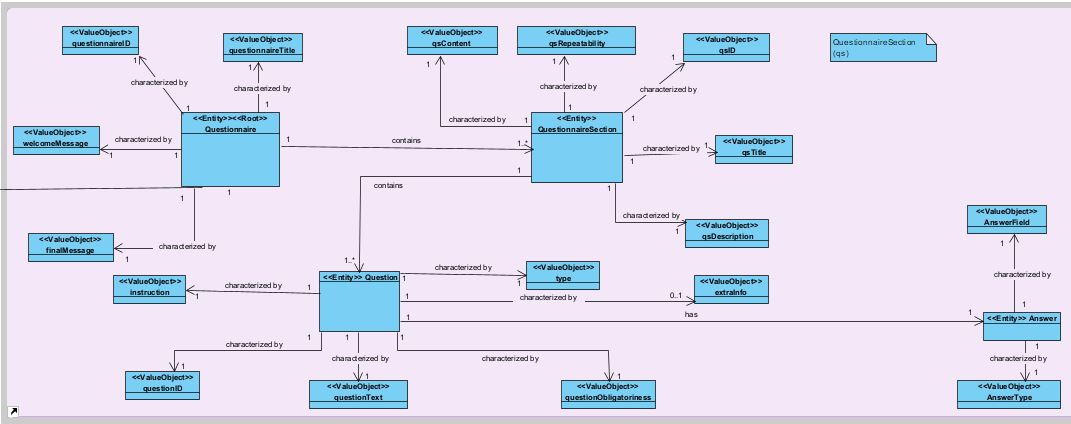 <<ValueObject>>
questionnaireID
<<ValueObject>>
questionnaireTitle
<<ValueObject>>
qsContent
<<ValueObject>>
qsRepeatability
<<ValueObject>>
qsID
QuestionnaireSection
(qs)
1
1
1
1
1
characterized by
characterized by
characterized by
1
1
1
1
<<Entity>><<Root>>
Questionnaire
<<Entity>>
QuestionnaireSection
characterized by
1
1
<<ValueObject>>
welcomeMessage
characterized by
1
1
1
contains
1..*
1
characterized by
1
<<ValueObject>>
qsTitle
1
1
1
contains
1
characterized by
1
<<ValueObject>>
qsDescription
<<ValueObject>>
finalMessage
1
characterized by
<<ValueObject>>
AnswerField
1
characterized by
1
1..*
<<Entity>> Question
1
characterized by
1
<<ValueObject>>
type
<<ValueObject>>
instruction
1
characterized by
1
1
characterized by
0..1
<<ValueObject>>
extraInfo
1
has
1
<<Entity>> Answer
1
1
1
characterized by
characterized by
characterized by
1
characterized by
1
1
1
1
<<ValueObject>>
questionID
<<ValueObject>>
questionText
<<ValueObject>>
questionObligatoriness
<<ValueObject>>
AnswerType